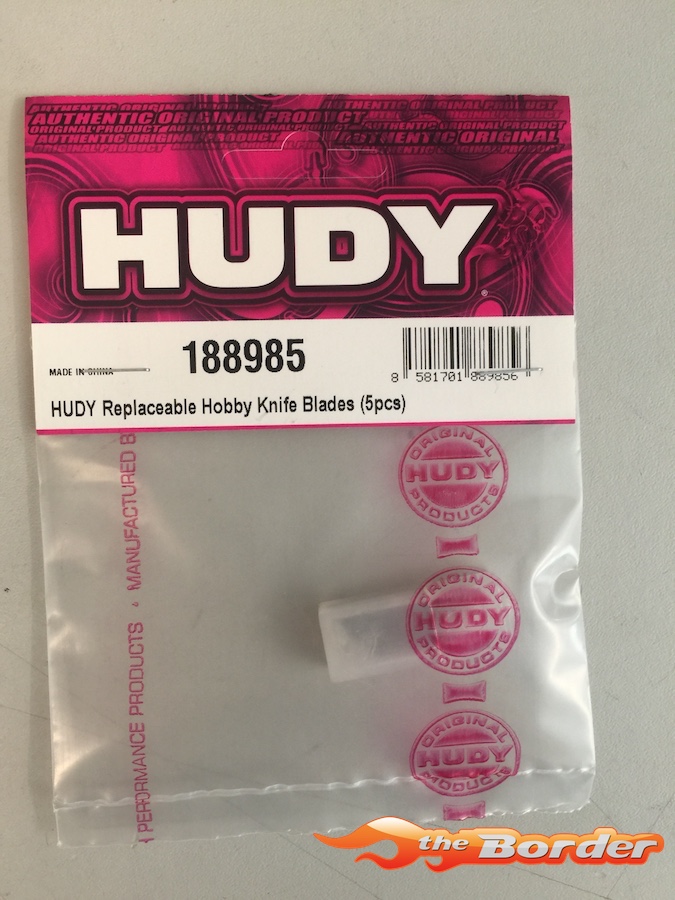 AUTHENTIC ORIGINAL PRODUCT
ORIGINAL PRODUCT AUTHENTIC
AUTHENTIC ORIGINAL
HUDY
®
MADE IN CHINA
188985
8 581701 889856
HUDY Replaceable Hobby Knife Blades (5pcs)
PERFORMANCE PRODUCTS • MANUFACTURED B
ORIGINAL
HUDY
PRODUCTS
ORIGINAL
HUDY
PRODUCTS
ORIGINAL
HUDY
PRODUCTS
the Border